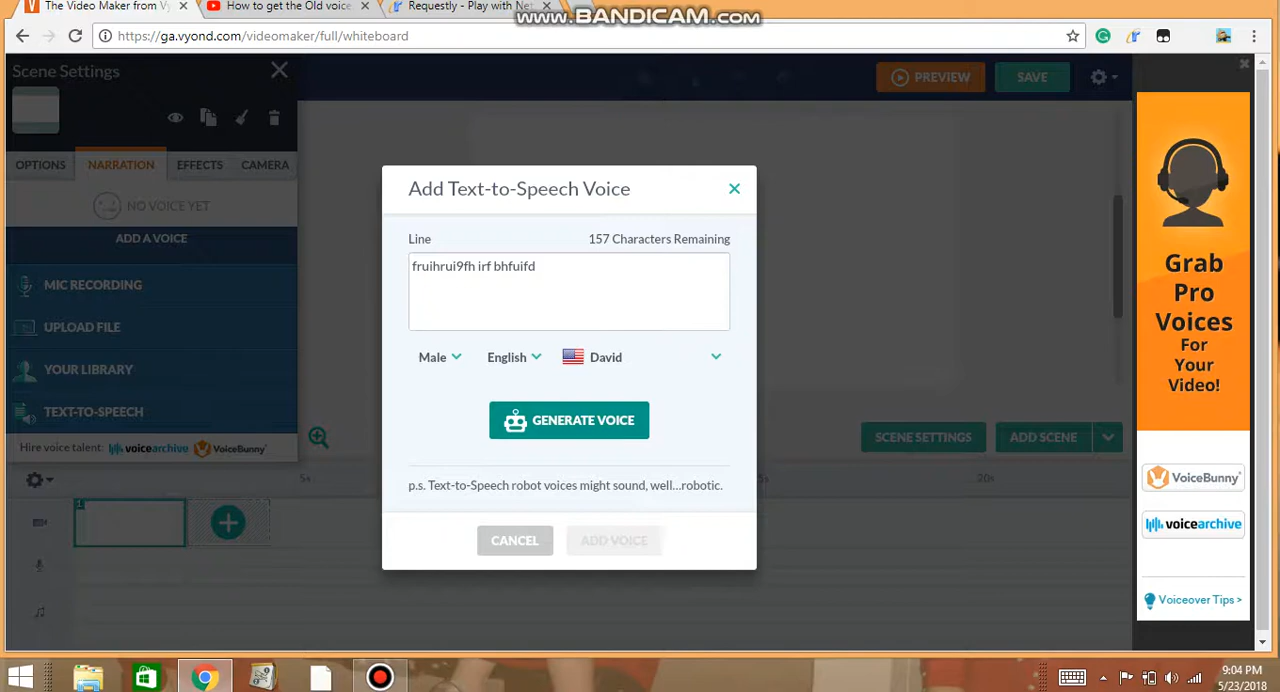 The Video Maker from Vy
How to get the Old voice
Requestly - Play with Net
www.BANDICAM.com
https://ga.vyond.com/videomaker/full/whiteboard
Scene Settings
PREVIEW
SAVE
OPTIONS
NARRATION
EFFECTS
CAMERA
NO VOICE YET
ADD A VOICE
MIC RECORDING
UPLOAD FILE
YOUR LIBRARY
TEXT-TO-SPEECH
Hire voice talent: voicearchive VoiceBunny
Add Text-to-Speech Voice
Line
157 Characters Remaining
fruihrui9fh irf bhfuifd
Male
English
David
GENERATE VOICE
p.s. Text-to-Speech robot voices might sound, well...robotic.
CANCEL
ADD VOICE
SCENE SETTINGS
ADD SCENE
5s
5s
20s
1
Grab
Pro
Voices
For
Your
Video!
VoiceBunny
voicearchive
Voiceover Tips >
9:04 PM
5/23/2018